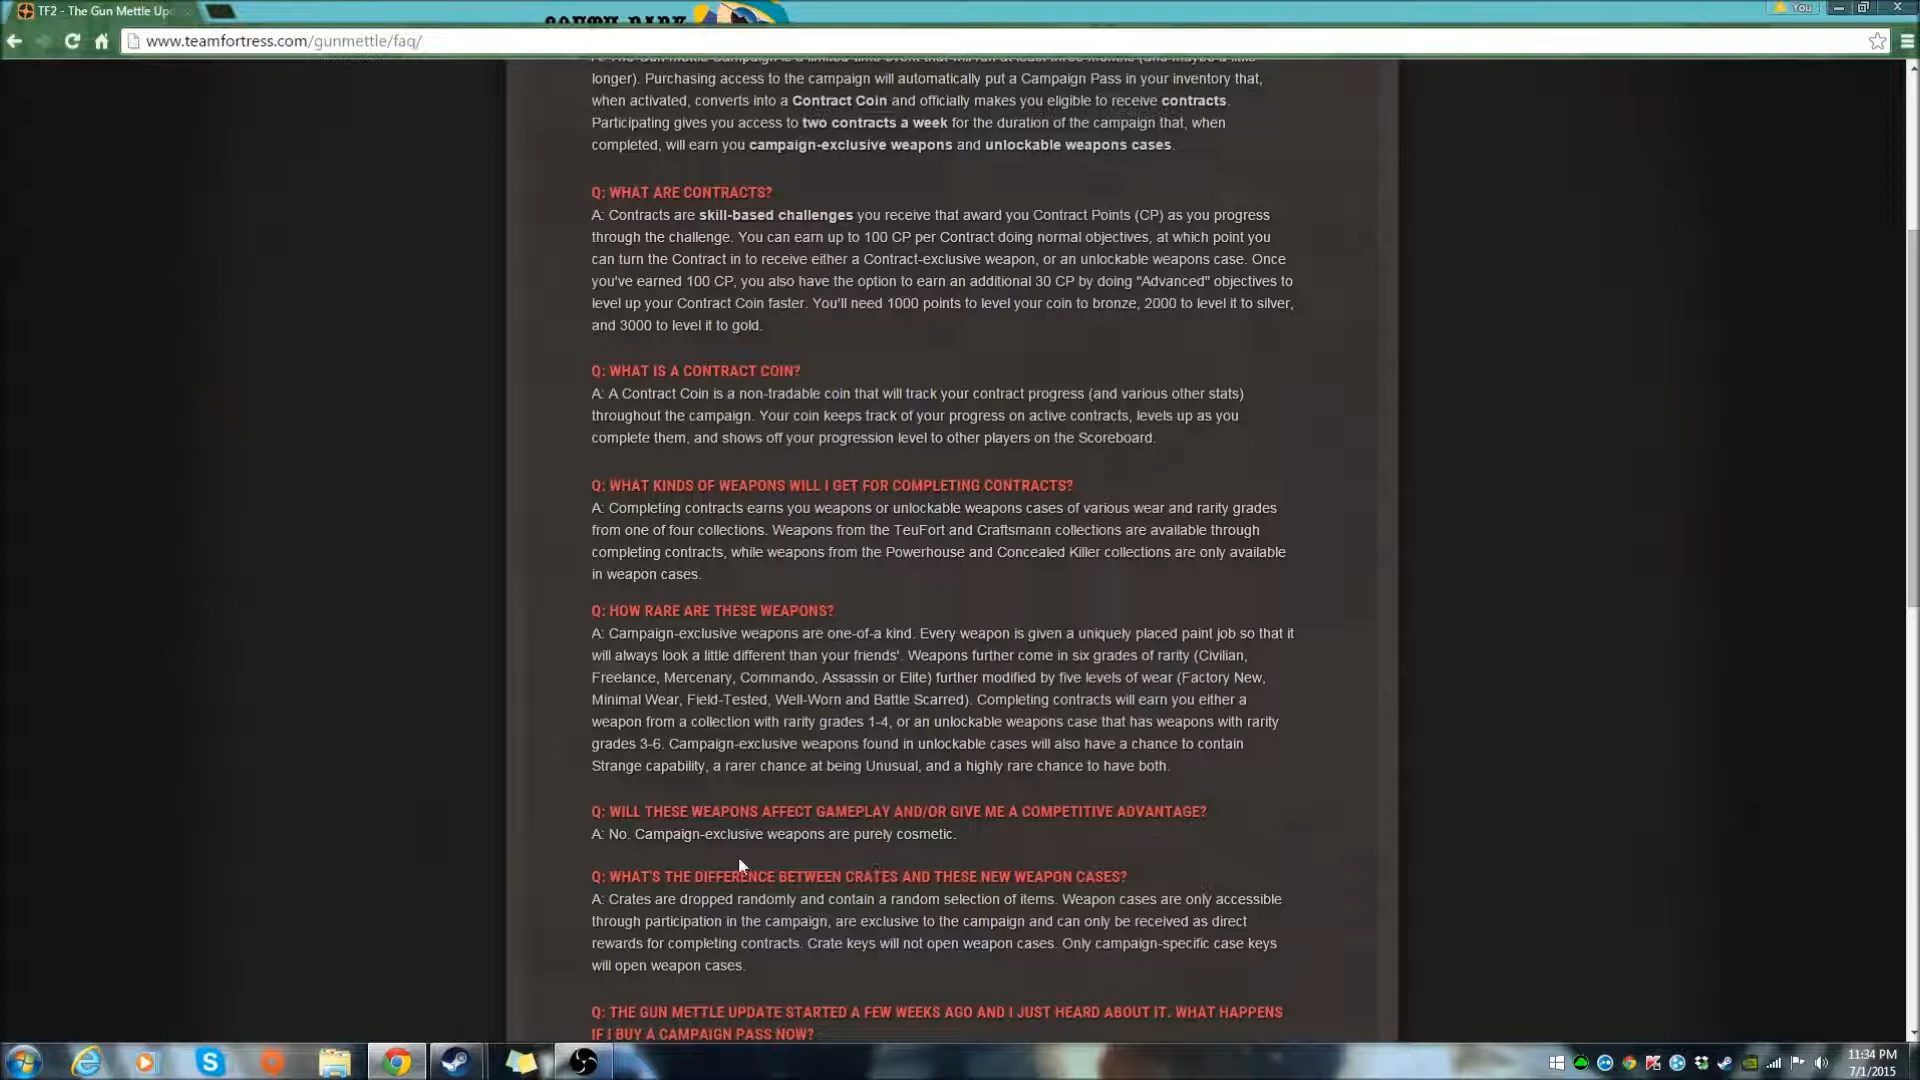 TF2 - The Gun Mettle Up
You
www.teamfortress.com/gunmettle/faq/
longer). Purchasing access to the campaign will automatically put a Campaign Pass in your inventory that,
when activated, converts into a Contract Coin and officially makes you eligible to receive contracts.
Participating gives you access to two contracts a week for the duration of the campaign that, when
completed, will earn you campaign-exclusive weapons and unlockable weapons cases.
Q: WHAT ARE CONTRACTS?
A: Contracts are skill-based challenges you receive that award you Contract Points (CP) as you progress
through the challenge. You can earn up to 100 CP per Contract doing normal objectives, at which point you
can turn the Contract in to receive either a Contract-exclusive weapon, or an unlockable weapons case. Once
you've earned 100 CP, you also have the option to earn an additional 30 CP by doing "Advanced" objectives to
level up your Contract Coin faster. You'll need 1000 points to level your coin to bronze, 2000 to level it to silver,
and 3000 to level it to gold.
Q: WHAT IS A CONTRACT COIN?
A: A Contract Coin is a non-tradable coin that will track your contract progress (and various other stats)
throughout the campaign. Your coin keeps track of your progress on active contracts, levels up as you
complete them, and shows off your progression level to other players on the Scoreboard.
Q: WHAT KINDS OF WEAPONS WILL I GET FOR COMPLETING CONTRACTS?
A: Completing contracts earns you weapons or unlockable weapons cases of various wear and rarity grades
from one of four collections. Weapons from the TeuFort and Craftsmann collections are available through
completing contracts, while weapons from the Powerhouse and Concealed Killer collections are only available
in weapon cases.
Q: HOW RARE ARE THESE WEAPONS?
A: Campaign-exclusive weapons are one-of-a kind. Every weapon is given a uniquely placed paint job so that it
will always look a little different than your friends'. Weapons further come in six grades of rarity (Civilian,
Freelance, Mercenary, Commando, Assassin or Elite) further modified by five levels of wear (Factory New,
Minimal Wear, Field-Tested, Well-Worn and Battle Scarred). Completing contracts will earn you either a
weapon from a collection with rarity grades 1-4, or an unlockable weapons case that has weapons with rarity
grades 3-6. Campaign-exclusive weapons found in unlockable cases will also have a chance to contain
Strange capability, a rarer chance at being Unusual, and a highly rare chance to have both.
Q: WILL THESE WEAPONS AFFECT GAMEPLAY AND/OR GIVE ME A COMPETITIVE ADVANTAGE?
A: No. Campaign-exclusive weapons are purely cosmetic.
Q: WHAT'S THE DIFFERENCE BETWEEN CRATES AND THESE NEW WEAPON CASES?
A: Crates are dropped randomly and contain a random selection of items. Weapon cases are only accessible
through participation in the campaign, are exclusive to the campaign and can only be received as direct
rewards for completing contracts. Crate keys will not open weapon cases. Only campaign-specific case keys
will open weapon cases.
Q: THE GUN METTLE UPDATE STARTED A FEW WEEKS AGO AND I JUST HEARD ABOUT IT. WHAT HAPPENS
IF I BUY A CAMPAIGN PASS NOW?
11:34 PM
7/1/2015